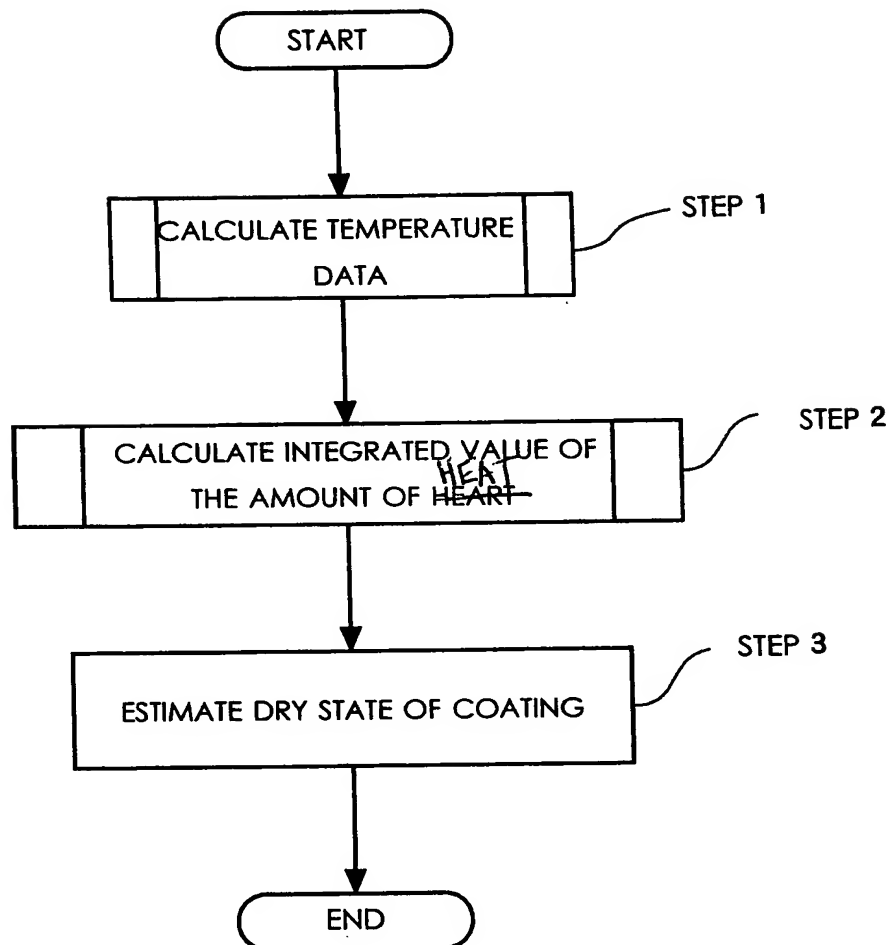 START
CALCULATE TEMPERATURE
DATA
STEP 1
CALCULATE INTEGRATED VALUE OF
THE AMOUNT OF HEART HEAT
STEP 2
ESTIMATE DRY STATE OF COATING
STEP 3
END